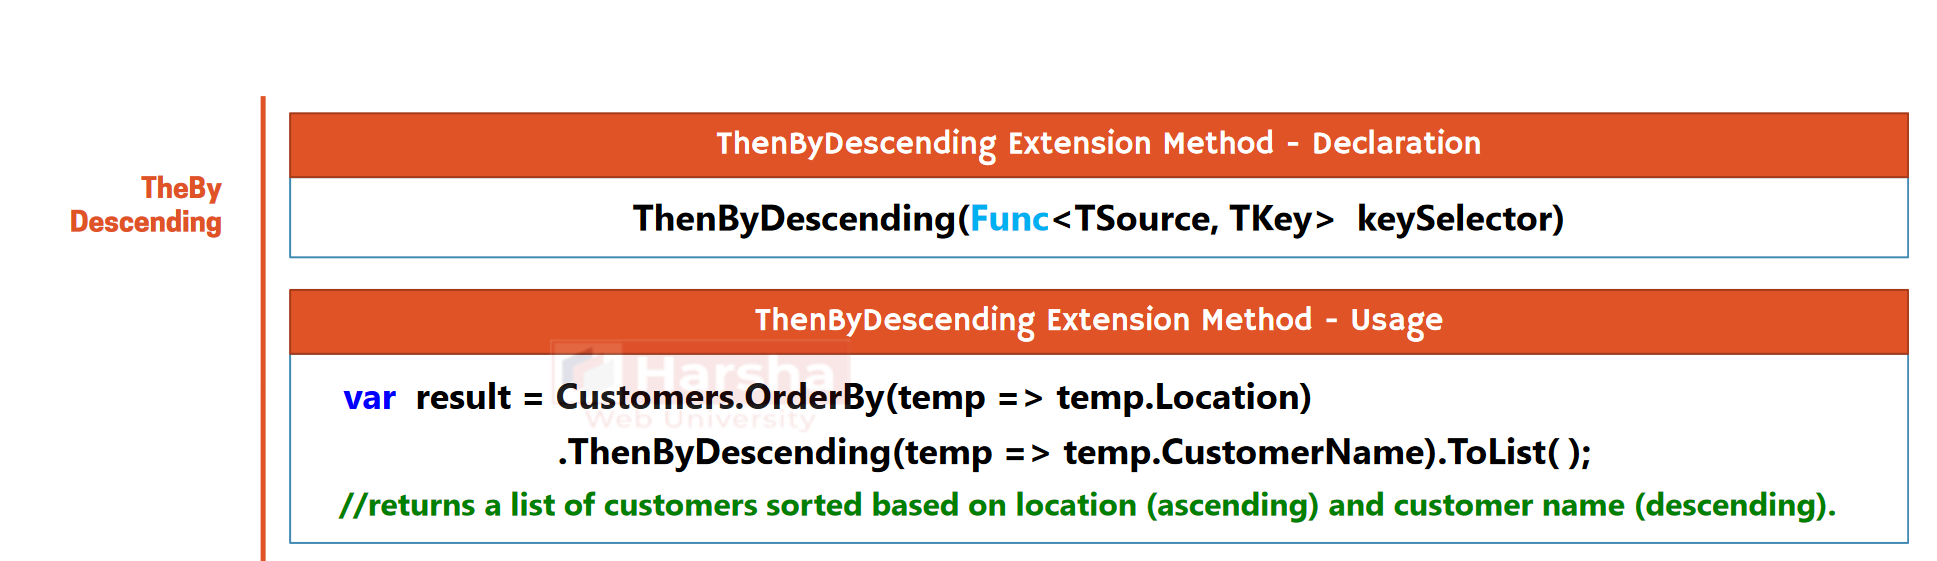 TheBy
Descending
ThenByDescending Extension Method - Declaration
ThenByDescending(Func<TSource, TKey> keySelector)
ThenByDescending Extension Method - Usage
Harsha
Web University
var result = Customers.OrderBy(temp => temp.Location)
.ThenByDescending(temp => temp.CustomerName).ToList( );
//returns a list of customers sorted based on location (ascending) and customer name (descending).